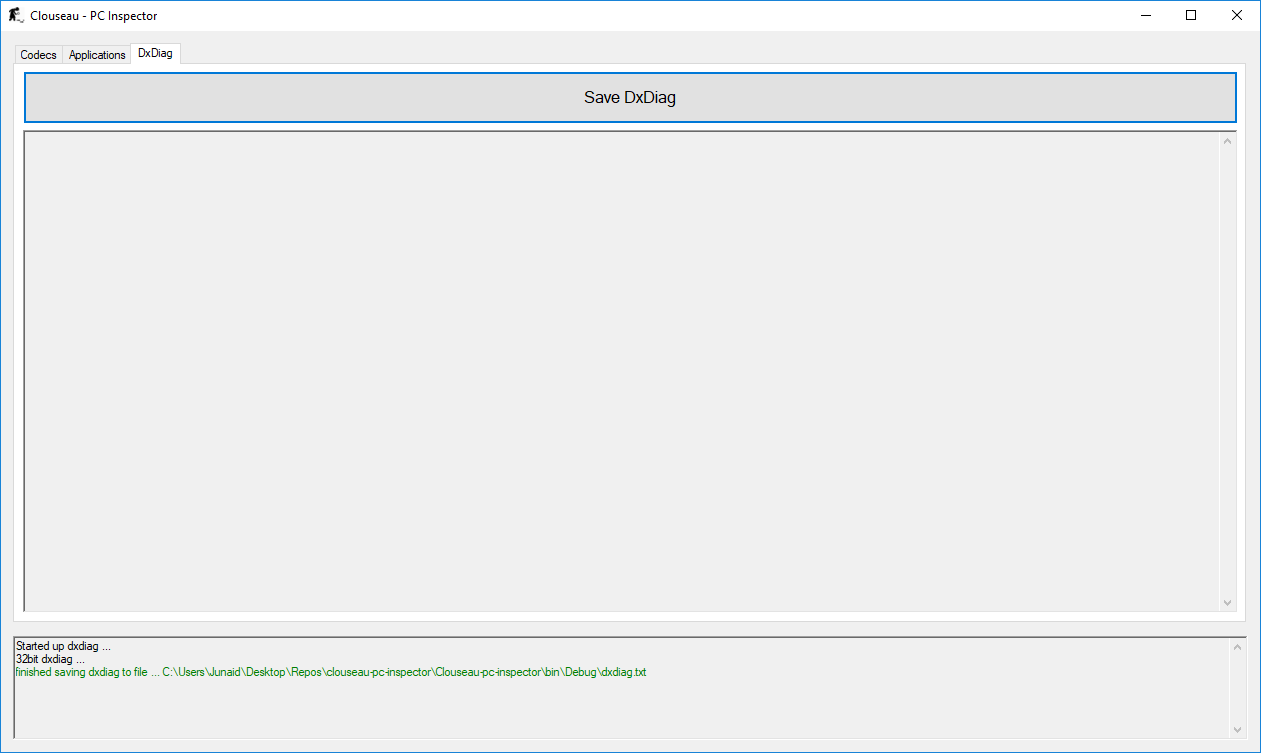 Clouseau - PC Inspector
Codecs Applications DxDiag
Save DxDiag
Started up dxdiag ...
32bit dxdiag ...
finished saving dxdiag to file ... C:\Users\Junaid\Desktop\Repos\clouseau-pc-inspector\Clouseau-pc-inspector\bin\Debug\dxdiag.txt